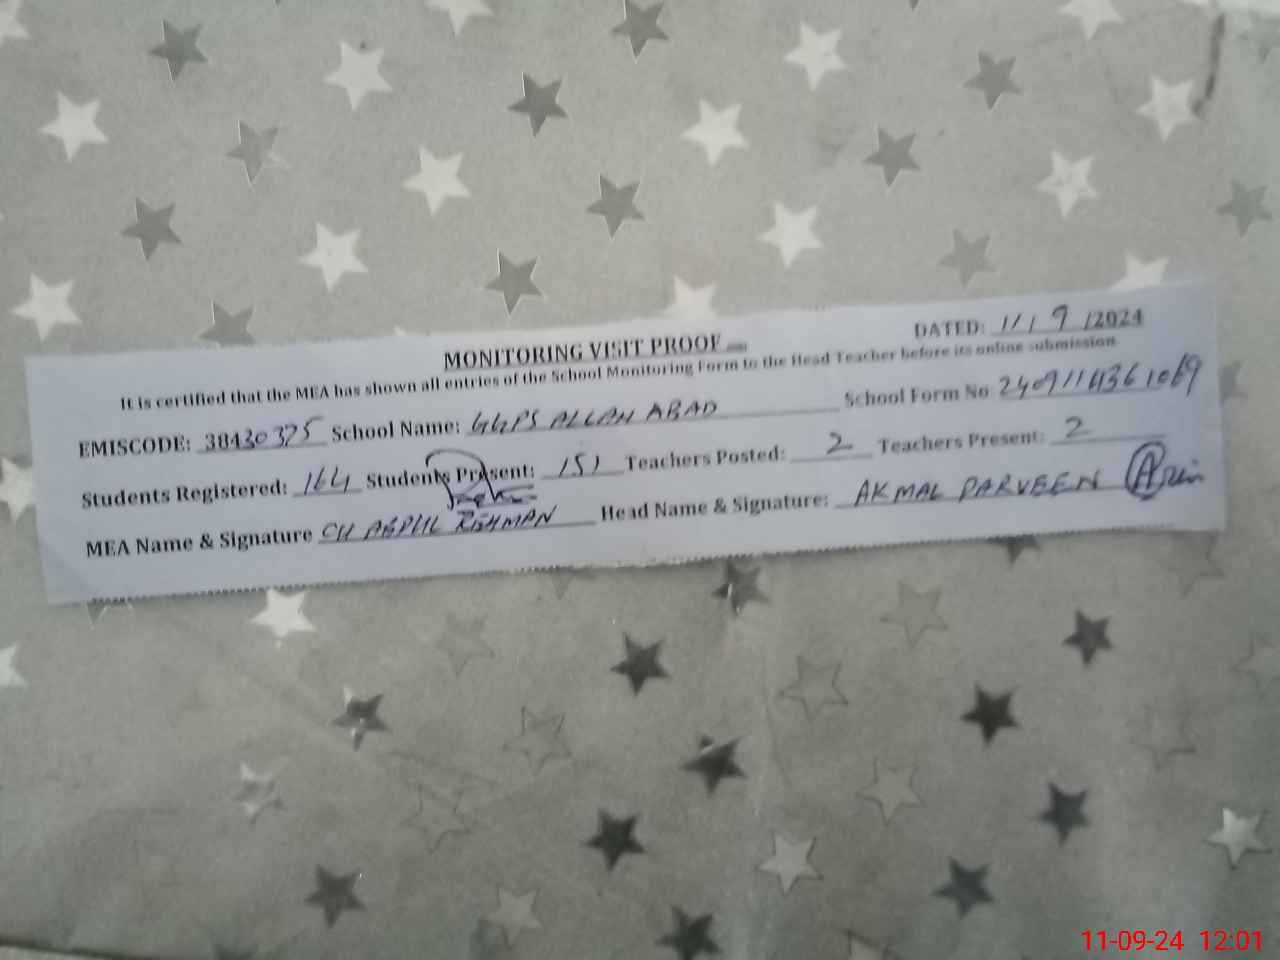 DATED: 11/9/2024
MONITORING VISIT PROOF
It is certified that the MEA has shown all entries of the School Monitoring Form to the Head Teacher before its online submission
EMISCODE: 38430375 School Name: GGPS ALLAH ABAD School Form No
Students Registered: 164 Students Present: 151 Teachers Posted: 2 Teachers Present: 2
MEA Name & Signature CH ABDUL REHMAN Head Name & Signature: AKMAL PARVEEN
11-09-24 12:01